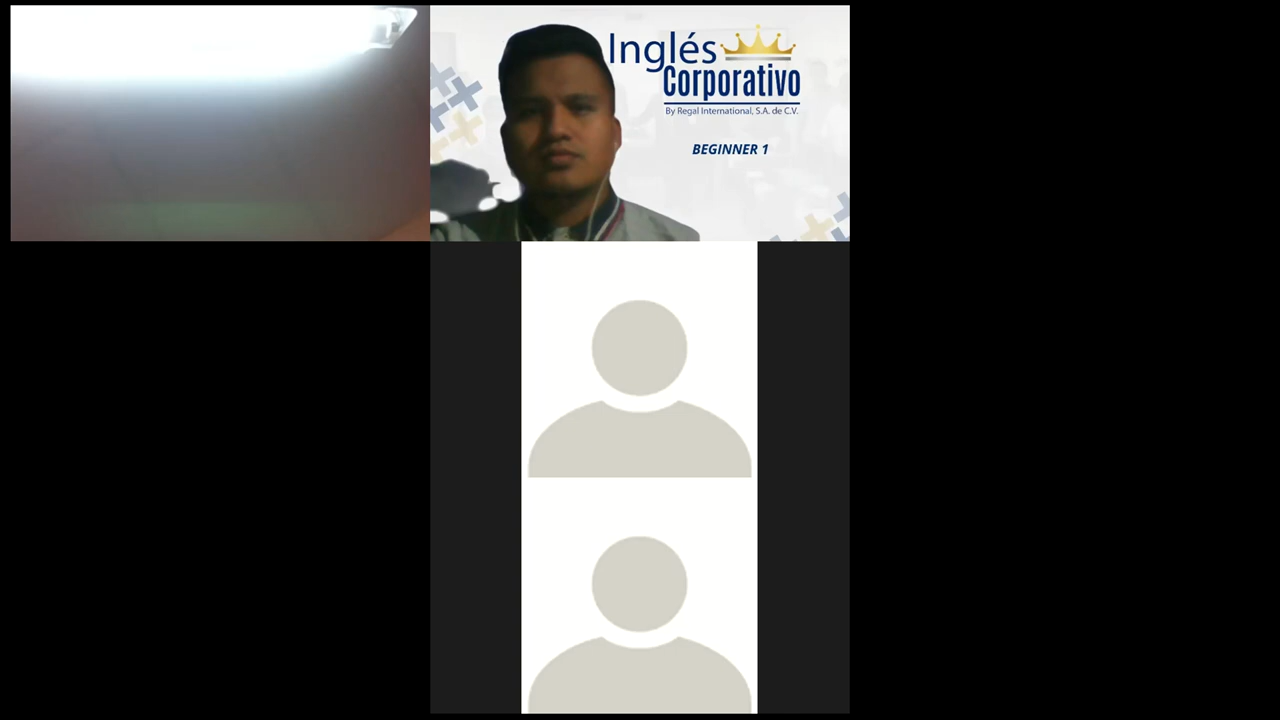 Inglés
Corporativo
By Regal International, S.A. de C.V.
BEGINNER 1